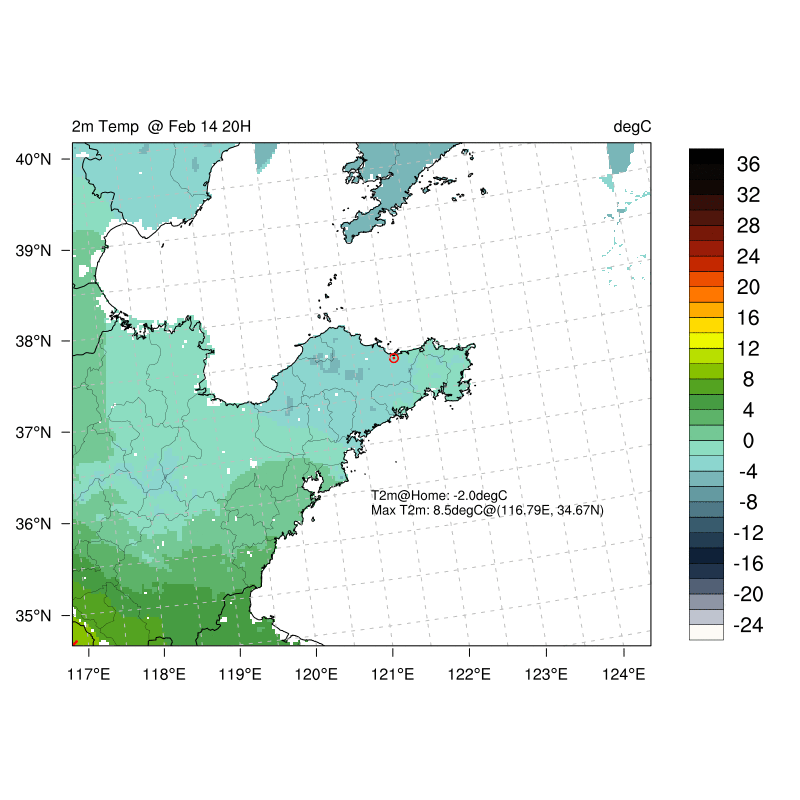 2m Temp @ Feb 14 20H
degC
40°N
39°N
38°N
37°N
36°N
35°N
117°E
118°E
119°E
120°E
121°E
122°E
123°E
124°E
T2m@Home: -2.0degC
Max T2m: 8.5degC@(116.79E, 34.67N)
36
32
28
24
20
16
12
8
4
0
-4
-8
-12
-16
-20
-24